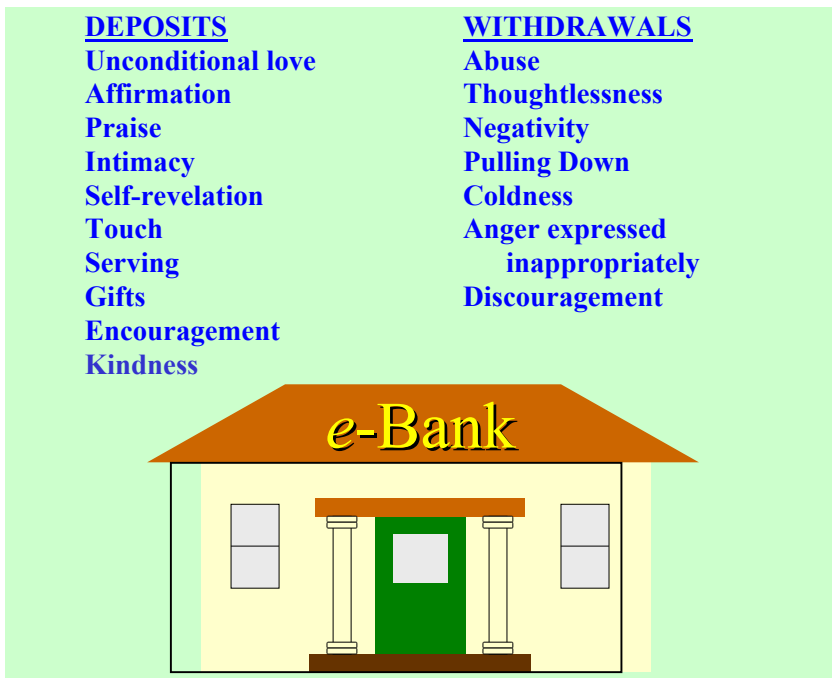 DEPOSITS
Unconditional love
Affirmation
Praise
Intimacy
Self-revelation
Touch
Serving
Gifts
Encouragement
Kindness
WITHDRAWALS
Abuse
Thoughtlessness
Negativity
Pulling Down
Coldness
Anger expressed
inappropriately
Discouragement
e-Bank